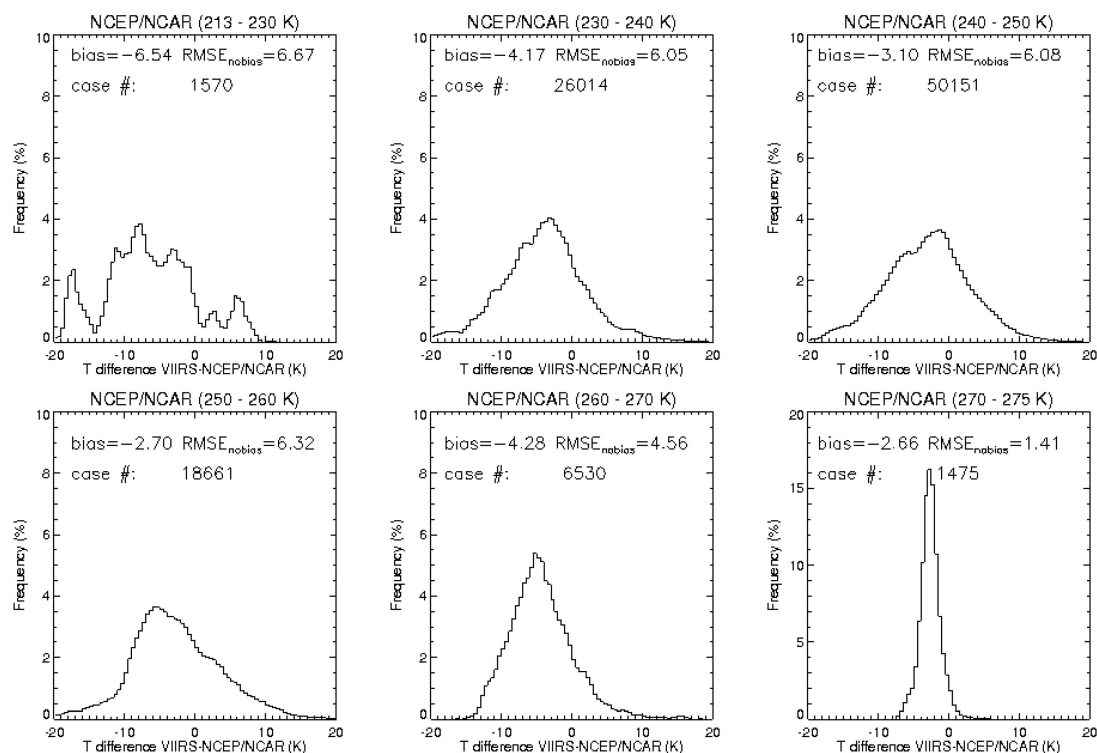 NCEP/NCAR (213 - 230 K)
bias=−6.54 RMSEnobias=6.67
case #: 1570
10
8
6
4
2
0
Frequency (%)
-20 -10 0 10 20
T difference VIIRS-NCEP/NCAR (K)
NCEP/NCAR (230 - 240 K)
bias=−4.17 RMSEnobias=6.05
case #: 26014
10
8
6
4
2
0
Frequency (%)
-20 -10 0 10 20
T difference VIIRS-NCEP/NCAR (K)
NCEP/NCAR (240 - 250 K)
bias=−3.10 RMSEnobias=6.08
case #: 50151
10
8
6
4
2
0
Frequency (%)
-20 -10 0 10 20
T difference VIIRS-NCEP/NCAR (K)
NCEP/NCAR (250 - 260 K)
bias=−2.70 RMSEnobias=6.32
case #: 18661
10
8
6
4
2
0
Frequency (%)
-20 -10 0 10 20
T difference VIIRS-NCEP/NCAR (K)
NCEP/NCAR (260 - 270 K)
bias=−4.28 RMSEnobias=4.56
case #: 6530
10
8
6
4
2
0
Frequency (%)
-20 -10 0 10 20
T difference VIIRS-NCEP/NCAR (K)
NCEP/NCAR (270 - 275 K)
bias=−2.66 RMSEnobias=1.41
case #: 1475
20
15
10
5
0
Frequency (%)
-20 -10 0 10 20
T difference VIIRS-NCEP/NCAR (K)